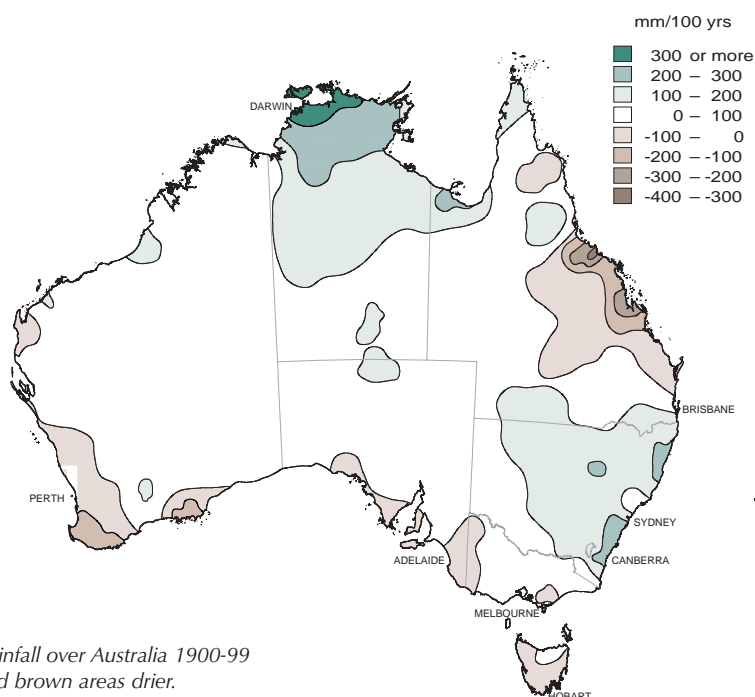 mm/100 yrs
300 or more
200 – 300
100 – 200
0 – 100
-100 – 0
-200 – -100
-300 – -200
-400 – -300
DARWIN
BRISBANE
PERTH
SYDNEY
ADELAIDE
CANBERRA
MELBOURNE
HOBART
over Australia 1900-99
brown areas drier.